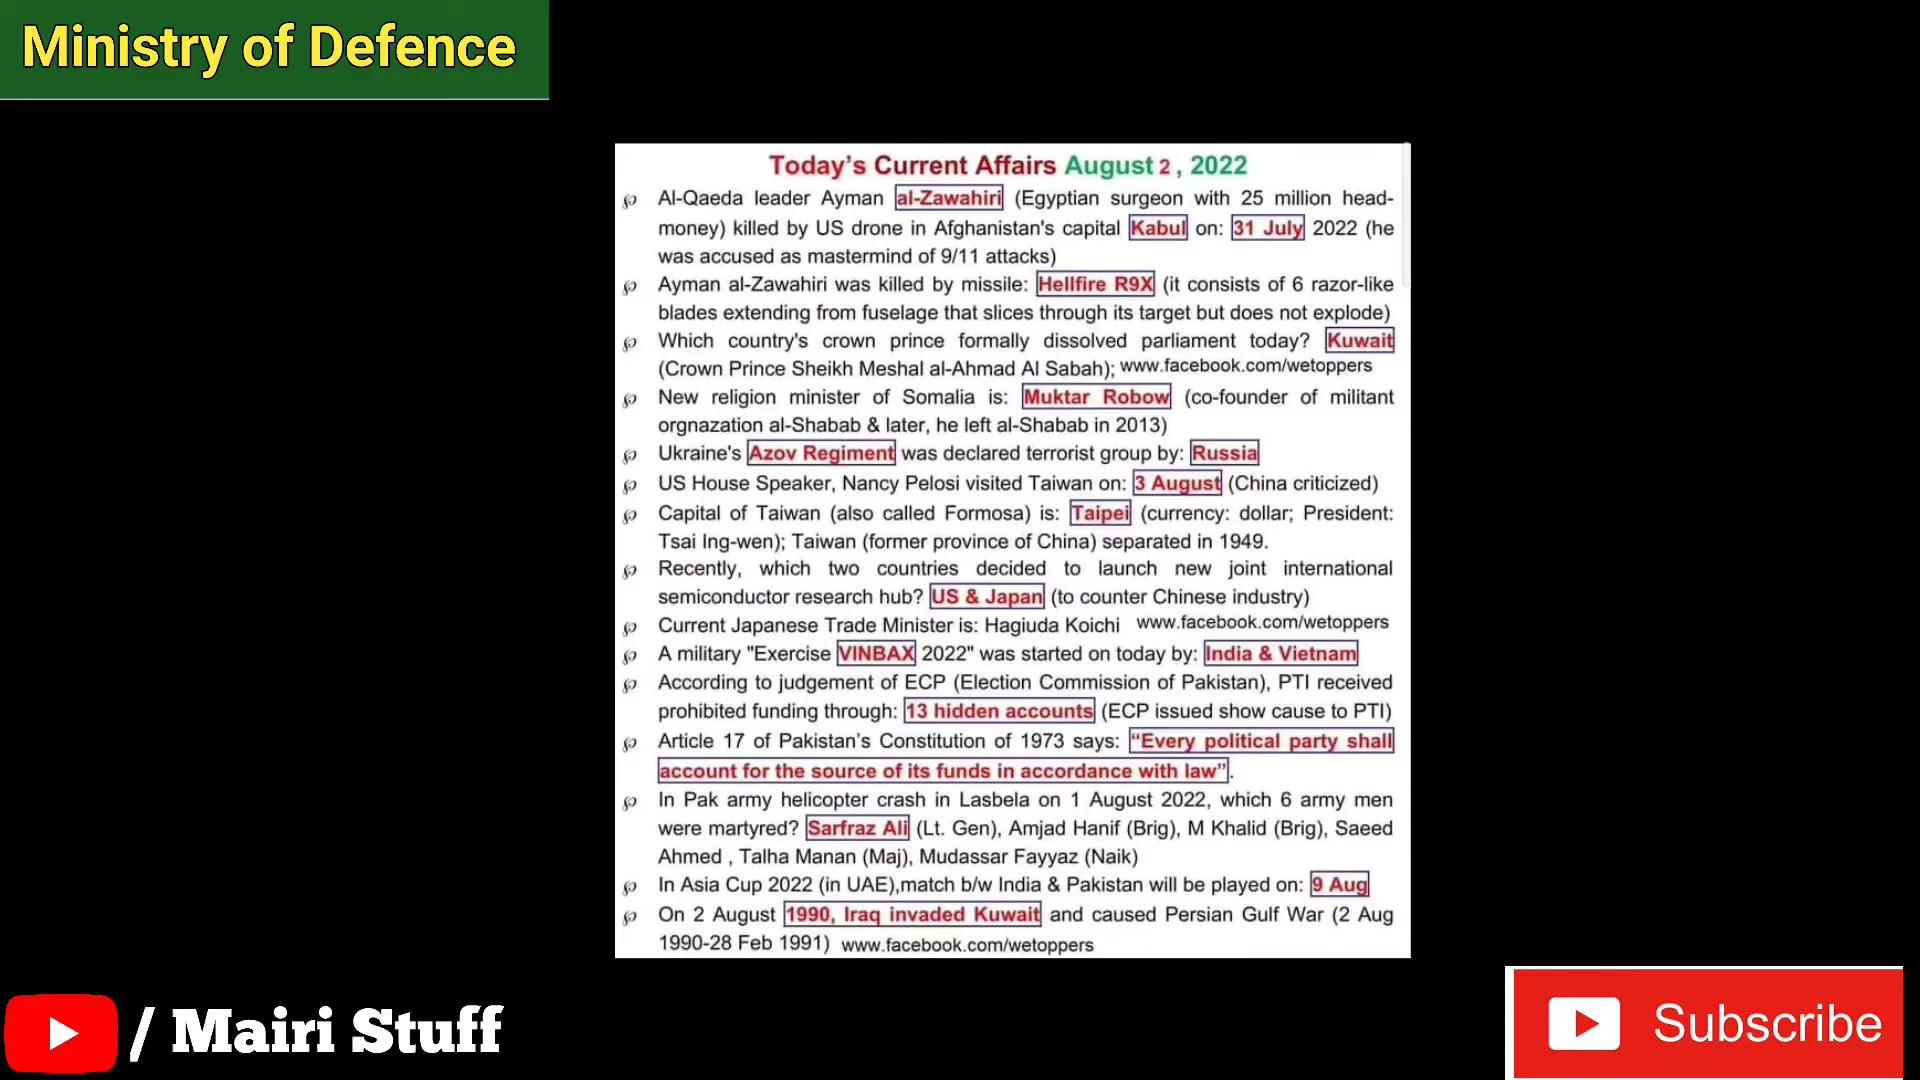 Ministry of Defence
Today's Current Affairs August 2 , 2022
℘ Al-Qaeda leader Ayman al-Zawahiri (Egyptian surgeon with 25 million head-
money) killed by US drone in Afghanistan's capital Kabul on: 31 July 2022 (he
was accused as mastermind of 9/11 attacks)
℘ Ayman al-Zawahiri was killed by missile: Hellfire R9X (it consists of 6 razor-like
blades extending from fuselage that slices through its target but does not explode)
℘ Which country's crown prince formally dissolved parliament today? Kuwait
(Crown Prince Sheikh Meshal al-Ahmad Al Sabah); www.facebook.com/wetoppers
℘ New religion minister of Somalia is: Muktar Robow (co-founder of militant
orgnazation al-Shabab & later, he left al-Shabab in 2013)
℘ Ukraine's Azov Regiment was declared terrorist group by: Russia
℘ US House Speaker, Nancy Pelosi visited Taiwan on: 3 August (China criticized)
℘ Capital of Taiwan (also called Formosa) is: Taipei (currency: dollar; President:
Tsai Ing-wen); Taiwan (former province of China) separated in 1949.
℘ Recently, which two countries decided to launch new joint international
semiconductor research hub? US & Japan (to counter Chinese industry)
℘ Current Japanese Trade Minister is: Hagiuda Koichi www.facebook.com/wetoppers
℘ A military "Exercise VINBAX 2022" was started on today by: India & Vietnam
℘ According to judgement of ECP (Election Commission of Pakistan), PTI received
prohibited funding through: 13 hidden accounts (ECP issued show cause to PTI)
℘ Article 17 of Pakistan's Constitution of 1973 says: “Every political party shall
account for the source of its funds in accordance with law”.
℘ In Pak army helicopter crash in Lasbela on 1 August 2022, which 6 army men
were martyred? Sarfraz Ali (Lt. Gen), Amjad Hanif (Brig), M Khalid (Brig), Saeed
Ahmed , Talha Manan (Maj), Mudassar Fayyaz (Naik)
℘ In Asia Cup 2022 (in UAE),match b/w India & Pakistan will be played on: 9 Aug
℘ On 2 August 1990, Iraq invaded Kuwait and caused Persian Gulf War (2 Aug
1990-28 Feb 1991) www.facebook.com/wetoppers
/ Mairi Stuff
Subscribe